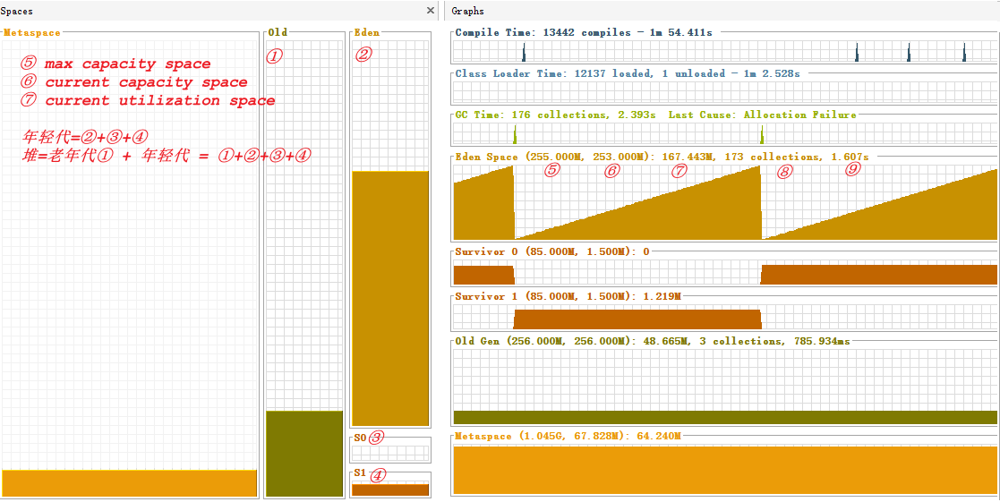 Spaces
Metaspace
⑤ max capacity space
⑥ current capacity space
⑦ current utilization space
年轻代=②+③+④
堆=老年代① + 年轻代 = ①+②+③+④
Old
①
Eden
②
S0 ③
S1 ④
Graphs
Compile Time: 13442 compiles - 1m 54.411s
Class Loader Time: 12137 loaded, 1 unloaded - 1m 2.528s
GC Time: 176 collections, 2.393s Last Cause: Allocation Failure
Eden Space (255.000M, 253.000M): 167.443M, 173 collections, 1.607s
⑤ ⑥ ⑦ ⑧ ⑨
Survivor 0 (85.000M, 1.500M): 0
Survivor 1 (85.000M, 1.500M): 1.219M
Old Gen (256.000M, 256.000M): 48.665M, 3 collections, 785.934ms
Metaspace (1.045G, 67.828M): 64.240M